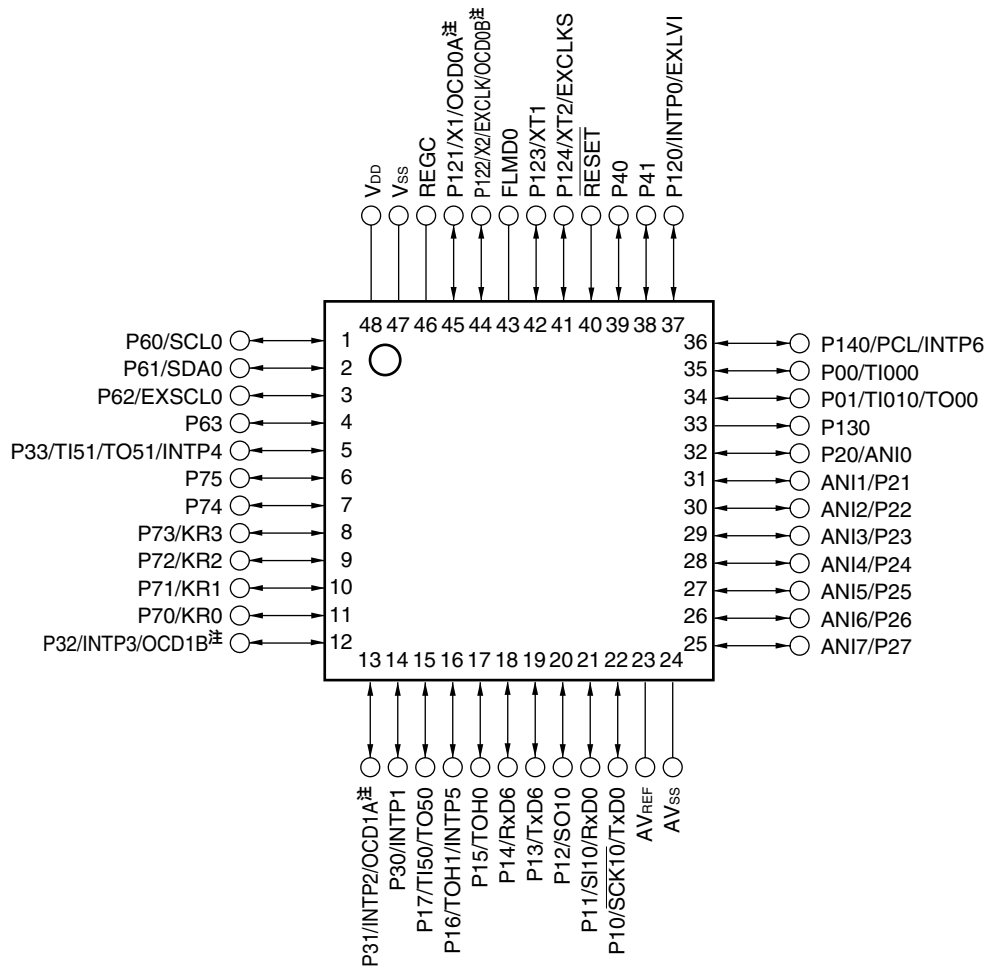 VDD
VSS
REGC
P121/X1/OCD0A注
P122/X2/EXCLK/OCD0B注
FLMD0
P123/XT1
P124/XT2/EXCLKS
RESET
P40
P41
P120/INTP0/EXLVI
48 47 46 45 44 43 42 41 40 39 38 37
P60/SCL0 1
P61/SDA0 2
P62/EXSCL0 3
P63 4
P33/TI51/TO51/INTP4 5
P75 6
P74 7
P73/KR3 8
P72/KR2 9
P71/KR1 10
P70/KR0 11
P32/INTP3/OCD1B注 12
36 P140/PCL/INTP6
35 P00/TI000
34 P01/TI010/TO00
33 P130
32 P20/ANI0
31 ANI1/P21
30 ANI2/P22
29 ANI3/P23
28 ANI4/P24
27 ANI5/P25
26 ANI6/P26
25 ANI7/P27
13 14 15 16 17 18 19 20 21 22 23 24
P31/INTP2/OCD1A注
P30/INTP1
P17/TI50/TO50
P16/TOH1/INTP5
P15/TOH0
P14/RxD6
P13/TxD6
P12/SO10
P11/SI10/RxD0
P10/SCK10/TxD0
AVREF
AVSS